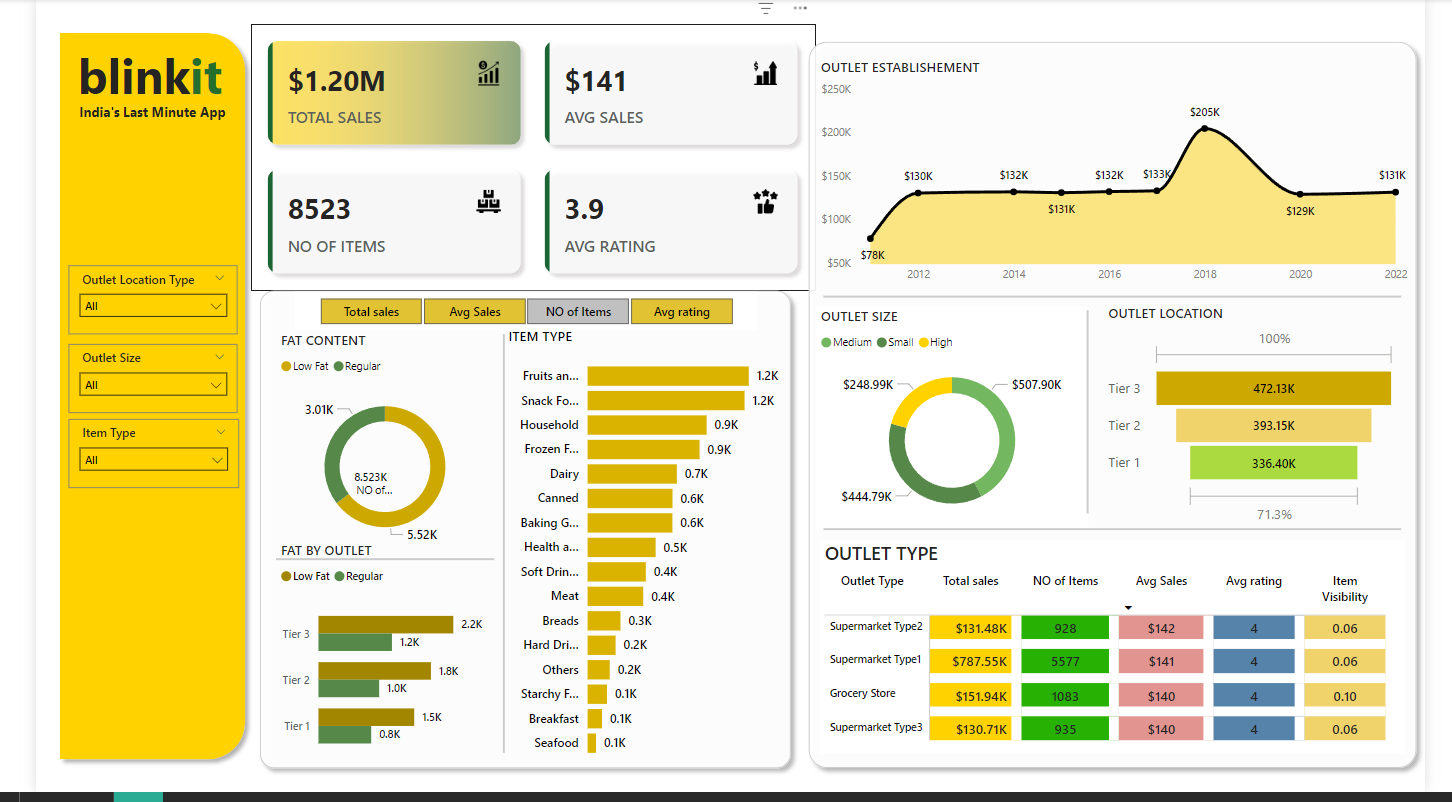 blinkit
India's Last Minute App
Outlet Location Type
All
Outlet Size
All
Item Type
All
$1.20M
TOTAL SALES
$141
AVG SALES
8523
NO OF ITEMS
3.9
AVG RATING
Total sales
Avg Sales
NO of Items
Avg rating
FAT CONTENT
Low Fat
Regular
3.01K
8.523K
NO of...
5.52K
FAT BY OUTLET
Low Fat
Regular
Tier 3
2.2K
1.2K
Tier 2
1.8K
1.0K
Tier 1
1.5K
0.8K
ITEM TYPE
Fruits an... 1.2K
Snack Fo... 1.2K
Household 0.9K
Frozen F... 0.9K
Dairy 0.7K
Canned 0.6K
Baking G... 0.6K
Health a... 0.5K
Soft Drin... 0.4K
Meat 0.4K
Breads 0.3K
Hard Dri... 0.2K
Others 0.2K
Starchy F... 0.1K
Breakfast 0.1K
Seafood 0.1K
OUTLET ESTABLISHEMENT
$250K
$200K
$150K
$100K
$50K
$78K
$130K
$132K
$131K
$132K
$133K
$205K
$129K
$131K
2012 2014 2016 2018 2020 2022
OUTLET SIZE
Medium Small High
$248.99K
$507.90K
$444.79K
OUTLET LOCATION
100%
Tier 3 472.13K
Tier 2 393.15K
Tier 1 336.40K
71.3%
OUTLET TYPE
Outlet Type Total sales NO of Items Avg Sales Avg rating Item
Visibility
Supermarket Type2 $131.48K 928 $142 4 0.06
Supermarket Type1 $787.55K 5577 $141 4 0.06
Grocery Store $151.94K 1083 $140 4 0.10
Supermarket Type3 $130.71K 935 $140 4 0.06